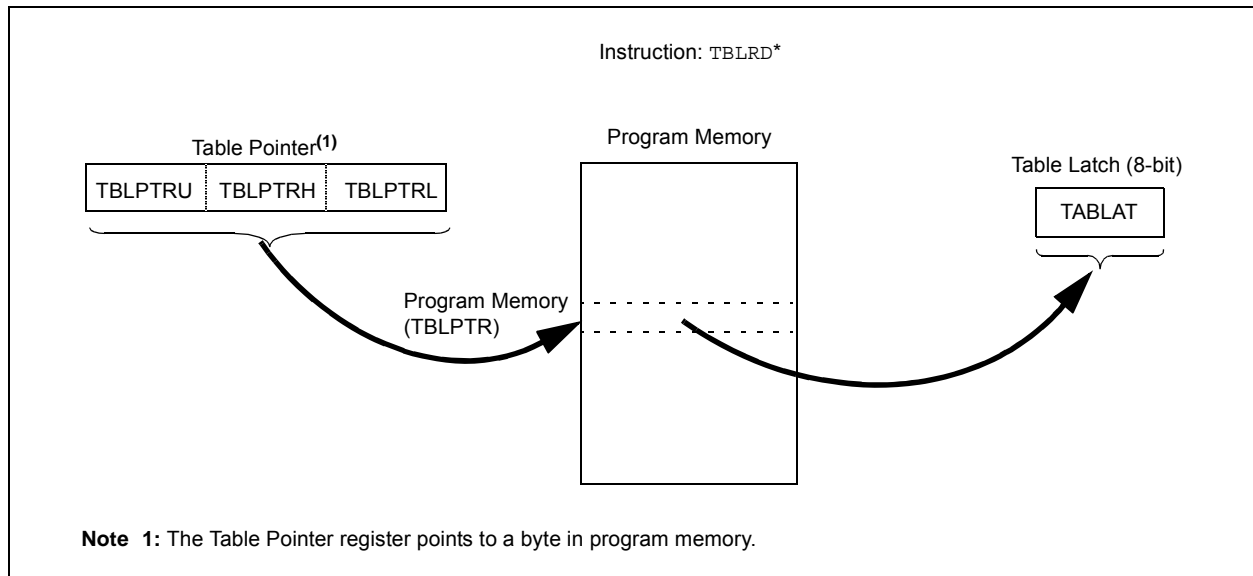 Instruction: TBLRD*
Table Pointer(1)
TBLPTRU TBLPTRH TBLPTRL
Program Memory
Table Latch (8-bit)
TABLAT
Program Memory
(TBLPTR)
Note 1: The Table Pointer register points to a byte in program memory.